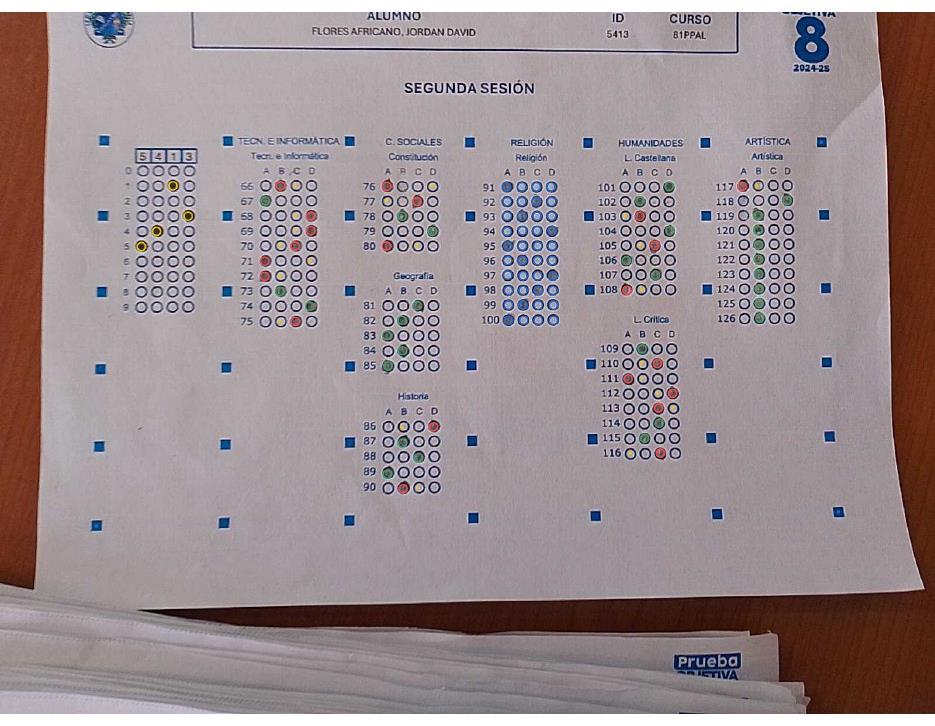 ALUMNO ID CURSO
FLORES AFRICANO, JORDAN DAVID 5413 81PPAL
8
2024-25
SEGUNDA SESIÓN
TECN. E INFORMÁTICA C. SOCIALES RELIGIÓN HUMANIDADES ARTÍSTICA
5 4 1 3 Tecn. e Informática Constitución Religión L. Castellana Artística
A B C D A B C D A B C D A B C D A B C D
0
1 66 76 91 101 117
2 67 77 92 102 118
3 68 78 93 103 119
4 69 79 94 104 120
5 70 80 95 105 121
6 71 96 106 122
7 72 Geografía 97 107 123
8 73 A B C D 98 108 124
9 74 81 99 125
75 82 100 L. Crítica 126
83 A B C D
84 109
85 110
111
Historia 112
A B C D 113
86 114
87 115
88 116
89
90
Prueba
OBJETIVA